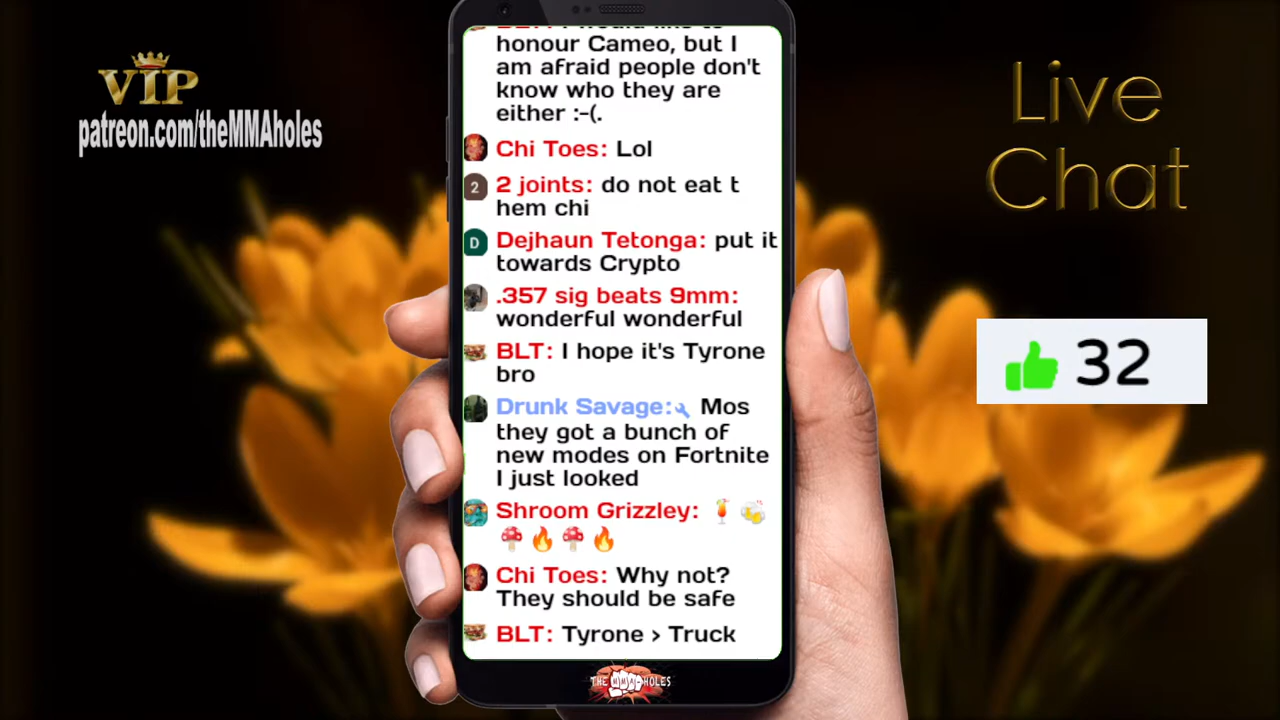 VIP
patreon.com/theMMAholes
honour Cameo, but I
am afraid people don't
know who they are
either :-(.
Chi Toes: Lol
2 joints: do not eat t
hem chi
Dejhaun Tetonga: put it
towards Crypto
.357 sig beats 9mm:
wonderful wonderful
BLT: I hope it's Tyrone
bro
Drunk Savage: Mos
they got a bunch of
new modes on Fortnite
I just looked
Shroom Grizzley: 🍹🍻
🍄🔥🍄🔥
Chi Toes: Why not?
They should be safe
BLT: Tyrone > Truck
THE MMA-HOLES
Live
Chat
32
2
D